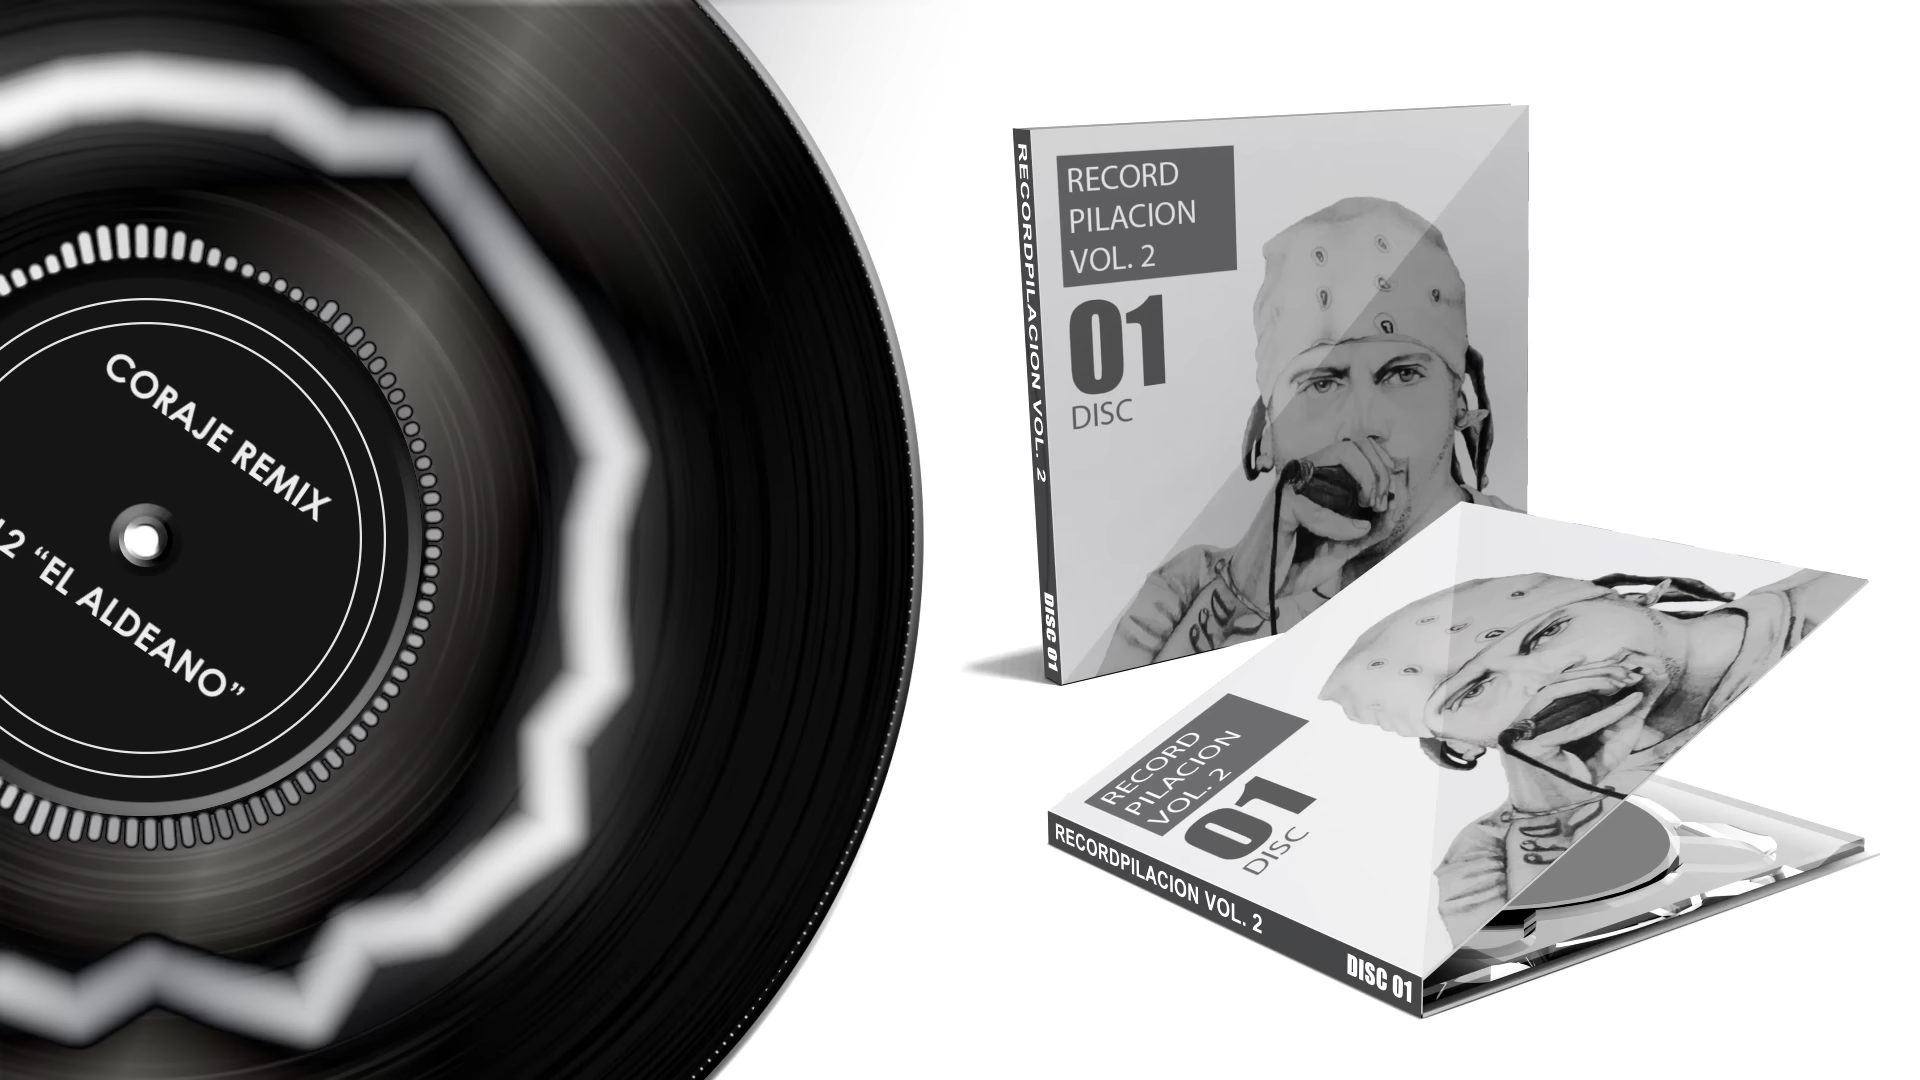 CORAJE REMIX
12 “EL ALDEANO”
RECORDPILACION VOL. 2
DISC 01
RECORD
PILACION
VOL. 2
01
DISC
RECORD
PILACION
VOL. 2
01
DISC
RECORDPILACION VOL. 2
DISC 01